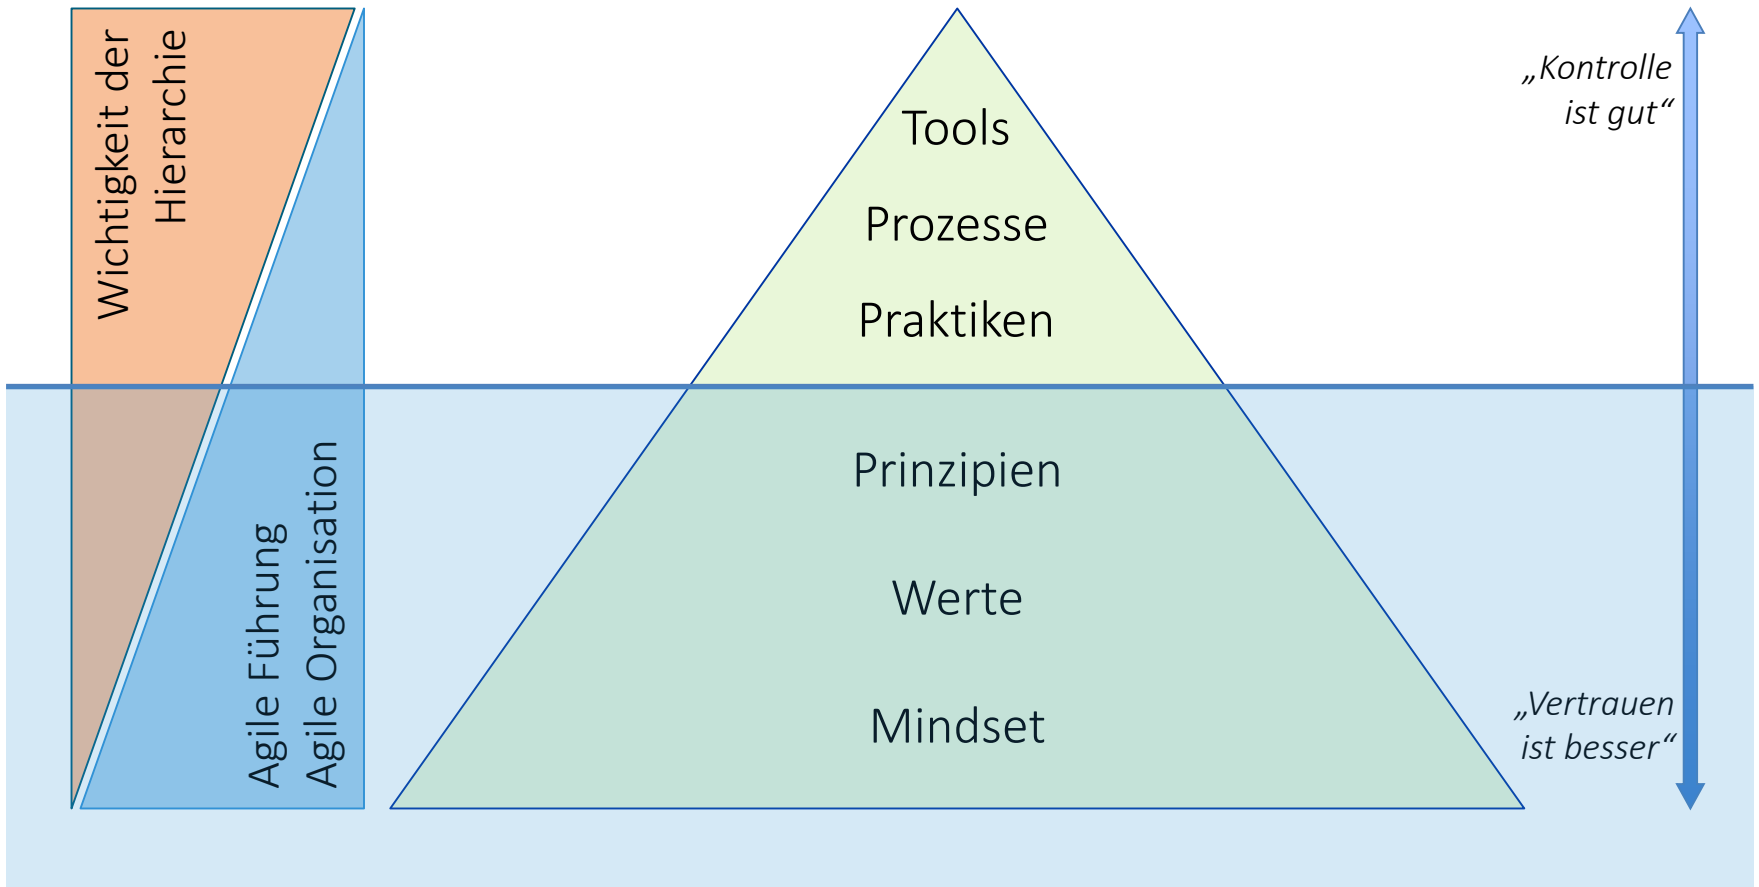 Wichtigkeit der
Hierarchie
Agile Führung
Agile Organisation
Tools
Prozesse
Praktiken
Prinzipien
Werte
Mindset
„Kontrolle
ist gut“
„Vertrauen
ist besser“